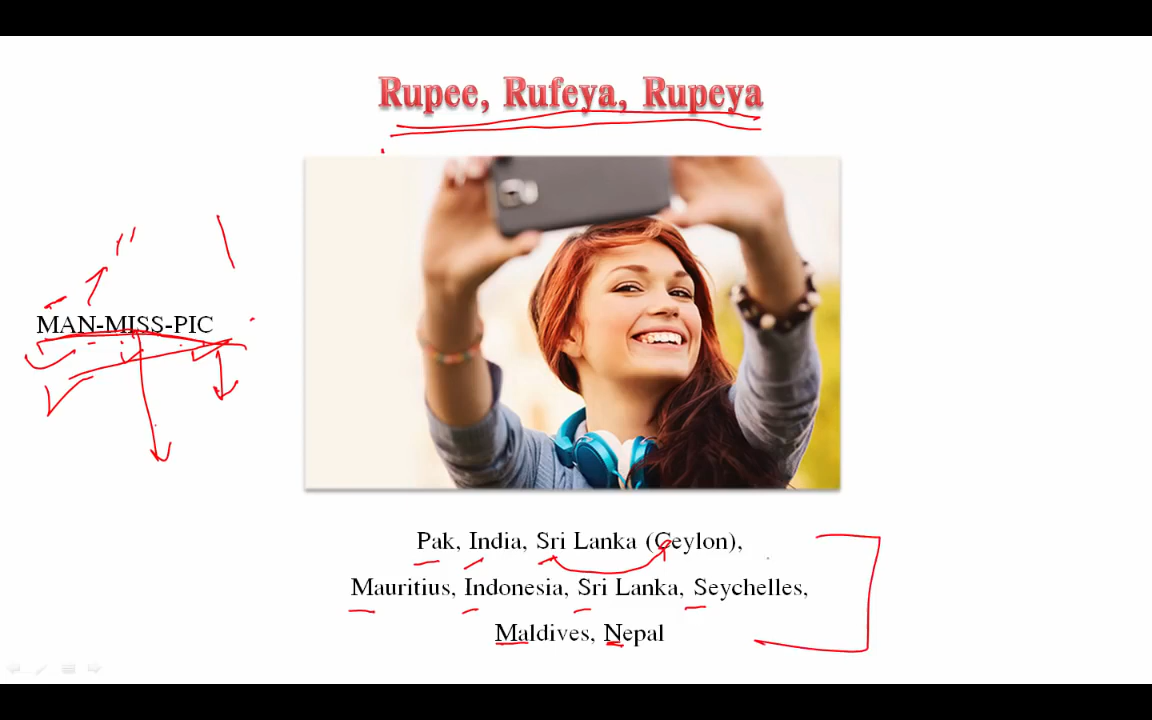 Rupee, Rufeya, Rupeya
MAN-MISS-PIC
Pak, India, Sri Lanka (Ceylon),
Mauritius, Indonesia, Sri Lanka, Seychelles,
Maldives, Nepal